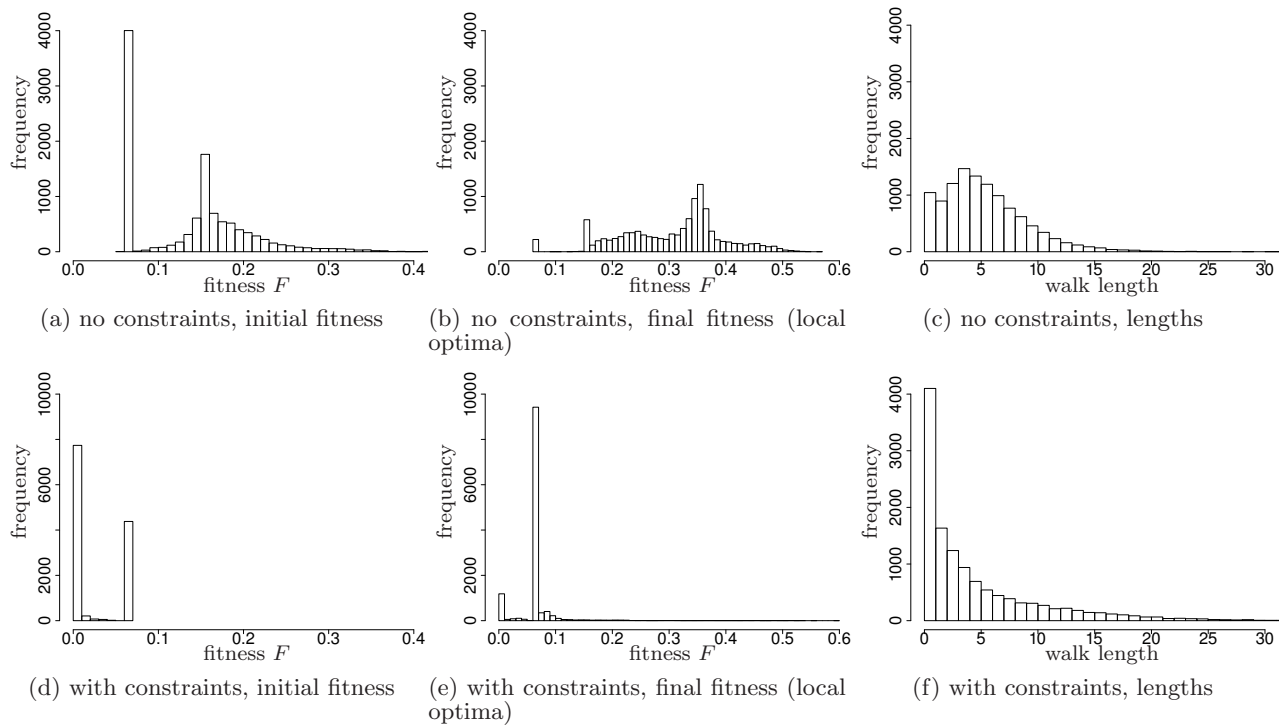 frequency
0 1000 2000 3000 4000
0.0 0.1 0.2 0.3 0.4
fitness F
(a) no constraints, initial fitness
frequency
0 1000 2000 3000 4000
0.0 0.1 0.2 0.3 0.4 0.5 0.6
fitness F
(b) no constraints, final fitness (local
optima)
frequency
0 1000 2000 3000 4000
0 5 10 15 20 25 30
walk length
(c) no constraints, lengths
frequency
0 2000 6000 10000
0.0 0.1 0.2 0.3 0.4
fitness F
(d) with constraints, initial fitness
frequency
0 2000 6000 10000
0.0 0.1 0.2 0.3 0.4 0.5 0.6
fitness F
(e) with constraints, final fitness (local
optima)
frequency
0 1000 2000 3000 4000
0 5 10 15 20 25 30
walk length
(f) with constraints, lengths